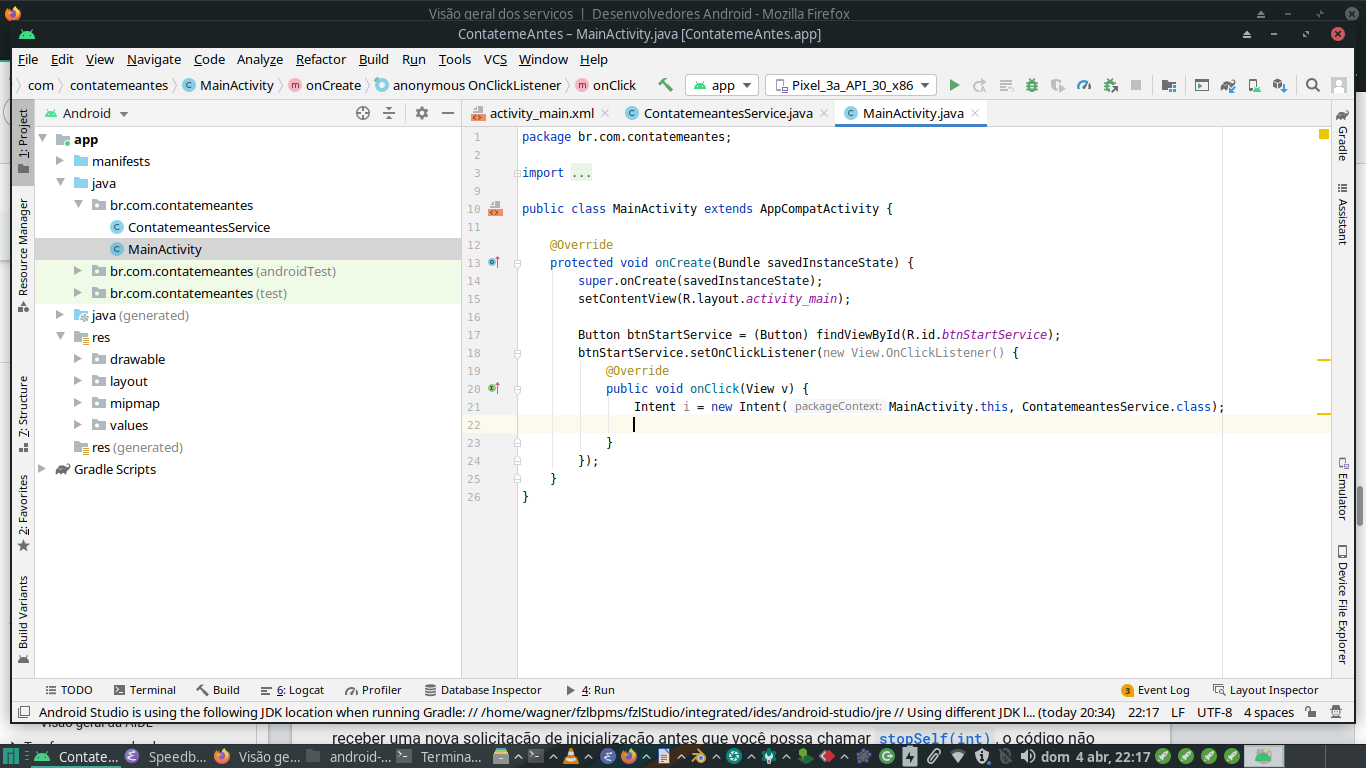 Visão geral dos servicos | Desenvolvedores Android - Mozilla Firefox
ContatemeAntes – MainActivity.java [ContatemeAntes.app]
File Edit View Navigate Code Analyze Refactor Build Run Tools VCS Window Help
com contatemeantes MainActivity onCreate anonymous OnClickListener onClick app Pixel_3a_API_30_x86
Android
activity_main.xml ContatemeantesService.java MainActivity.java
1: Project
Resource Manager
7: Structure
2: Favorites
Build Variants
app
manifests
java
br.com.contatemeantes
ContatemeantesService
MainActivity
br.com.contatemeantes (androidTest)
br.com.contatemeantes (test)
java (generated)
res
drawable
layout
mipmap
values
res (generated)
Gradle Scripts
1 package br.com.contatemeantes;
2
3 import ...
9
10 public class MainActivity extends AppCompatActivity {
11
12 @Override
13 protected void onCreate(Bundle savedInstanceState) {
14 super.onCreate(savedInstanceState);
15 setContentView(R.layout.activity_main);
16
17 Button btnStartService = (Button) findViewById(R.id.btnStartService);
18 btnStartService.setOnClickListener(new View.OnClickListener() {
19 @Override
20 public void onClick(View v) {
21 Intent i = new Intent( packageContext: MainActivity.this, ContatemeantesService.class);
22
23 }
24 });
25 }
26 }
Gradle
Assistant
Emulator
Device File Explorer
TODO Terminal Build 6: Logcat Profiler Database Inspector 4: Run 3 Event Log Layout Inspector
Android Studio is using the following JDK location when running Gradle: // /home/wagner/fzlbpms/fzlStudio/integrated/ides/android-studio/jre // Using different JDK l... (today 20:34) 22:17 LF UTF-8 4 spaces
receber uma nova solicitação de inicialização antes que você possa chamar stopSelf(int), o código não
Contate... Speedb... Visão ge... android-... Termina... dom 4 abr, 22:17